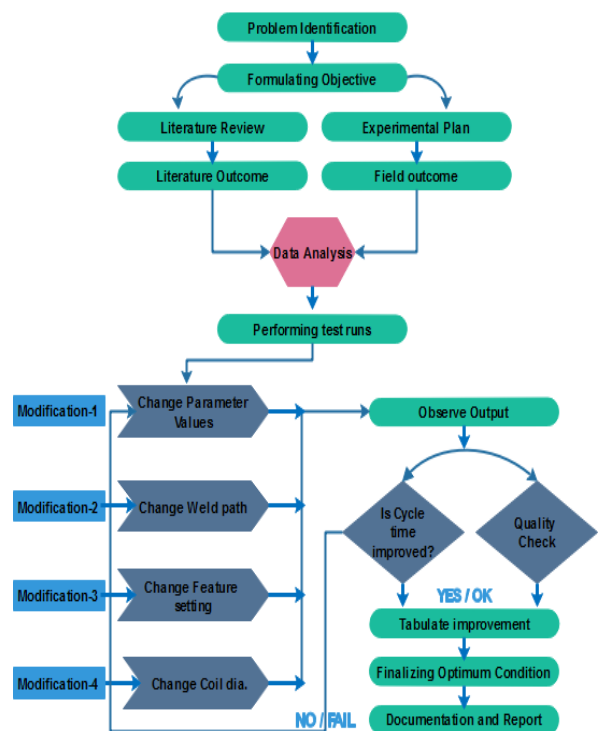 Problem Identification
Formulating Objective
Literature Review
Experimental Plan
Literature Outcome
Field outcome
Data Analysis
Performing test runs
Modification-1
Change Parameter
Values
Observe Output
Modification-2
Change Weld path
Is Cycle
time
improved?
Quality
Check
YES / OK
Modification-3
Change Feature
setting
Tabulate improvement
Finalizing Optimum Condition
Modification-4
Change Coil dia.
NO / FAIL
Documentation and Report